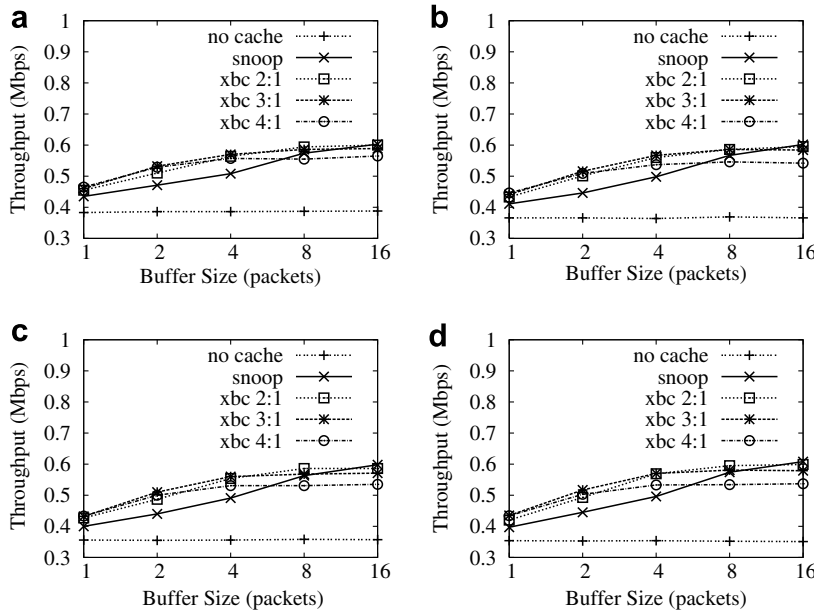 a
Throughput (Mbps)
1
0.9
0.8
0.7
0.6
0.5
0.4
0.3
no cache
snoop
xbc 2:1
xbc 3:1
xbc 4:1
1 2 4 8 16
Buffer Size (packets)
b
Throughput (Mbps)
1
0.9
0.8
0.7
0.6
0.5
0.4
0.3
no cache
snoop
xbc 2:1
xbc 3:1
xbc 4:1
1 2 4 8 16
Buffer Size (packets)
c
Throughput (Mbps)
1
0.9
0.8
0.7
0.6
0.5
0.4
0.3
no cache
snoop
xbc 2:1
xbc 3:1
xbc 4:1
1 2 4 8 16
Buffer Size (packets)
d
Throughput (Mbps)
1
0.9
0.8
0.7
0.6
0.5
0.4
0.3
no cache
snoop
xbc 2:1
xbc 3:1
xbc 4:1
1 2 4 8 16
Buffer Size (packets)